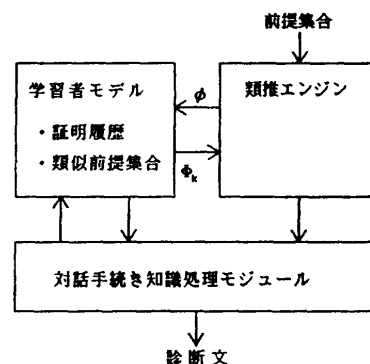 前提集合
学習者モデル
・証明履歴
・類似前提集合
類推エンジン
φ
Φk
対話手続き知識処理モジュール
診断文